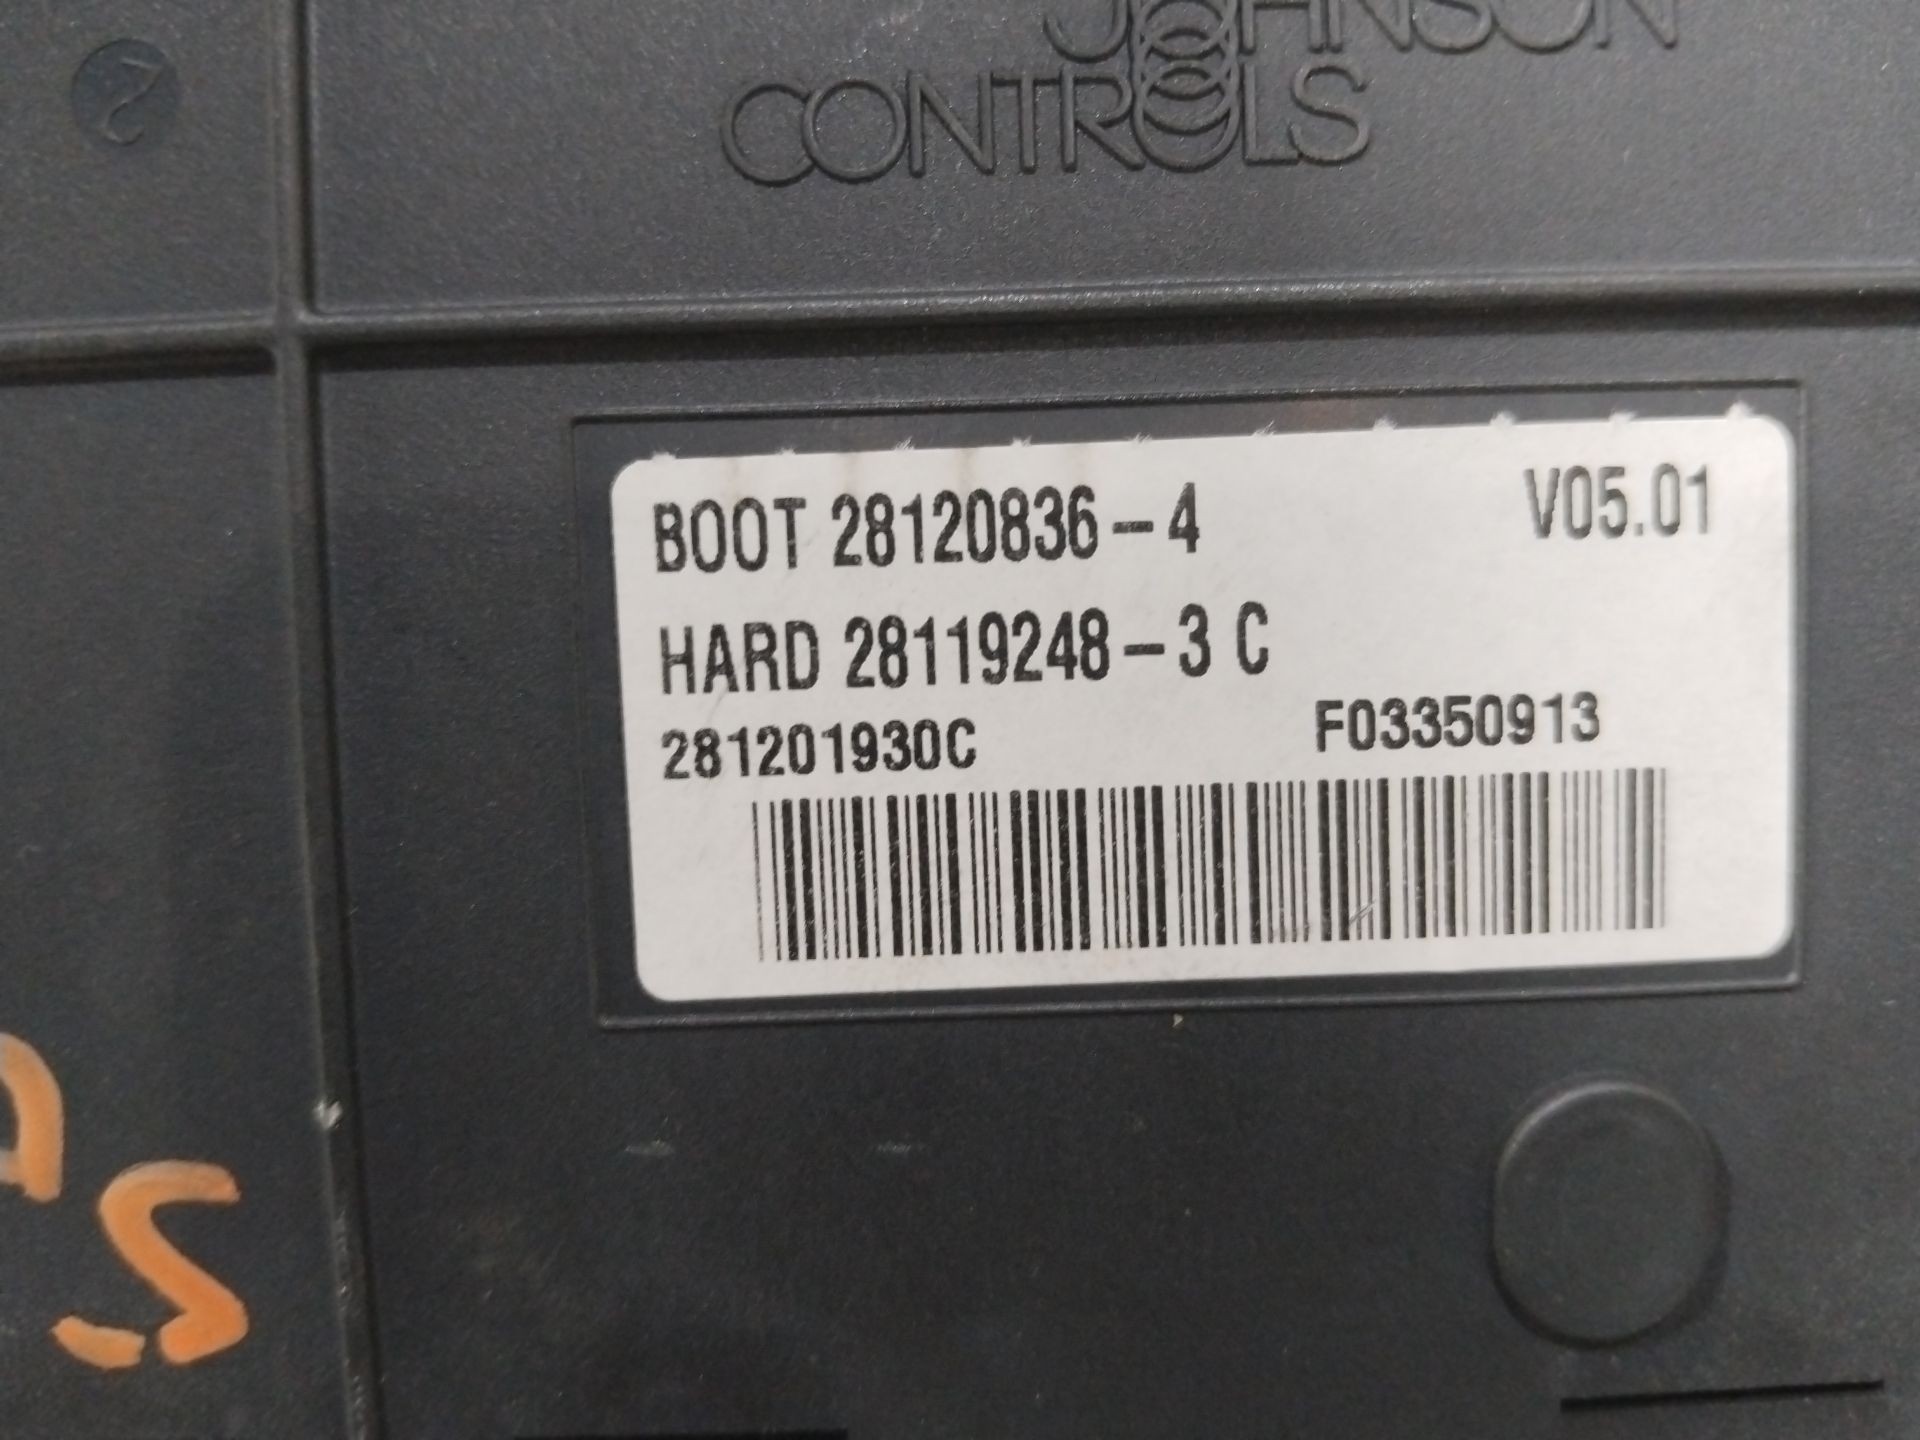 JOHNSON
CONTROLS
BOOT 28120836-4 V05.01
HARD 28119248-3 C
281201930C F03350913